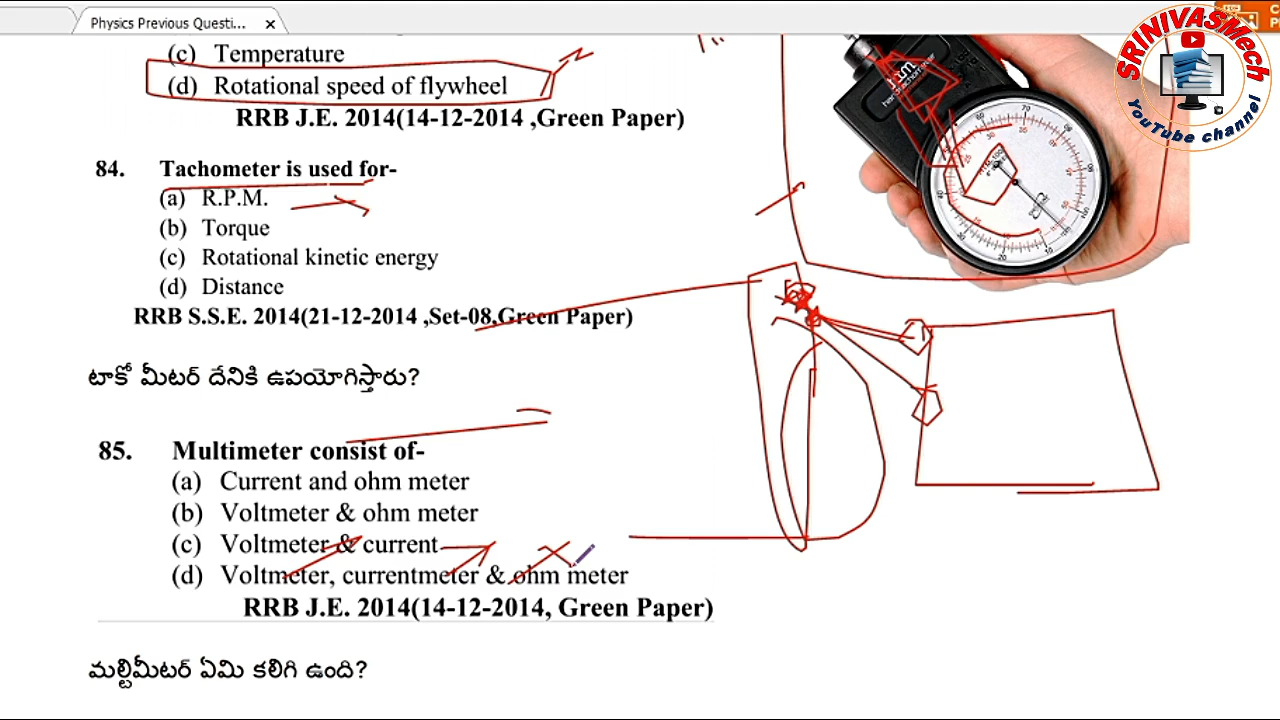 Physics Previous Questi...
(c) Temperature
(d) Rotational speed of flywheel
RRB J.E. 2014(14-12-2014 ,Green Paper)
84. Tachometer is used for-
(a) R.P.M.
(b) Torque
(c) Rotational kinetic energy
(d) Distance
RRB S.S.E. 2014(21-12-2014 ,Set-08,Green Paper)
టాకో మీటర్ దేనికి ఉపయోగిస్తారు?
85. Multimeter consist of-
(a) Current and ohm meter
(b) Voltmeter & ohm meter
(c) Voltmeter & current
(d) Voltmeter, currentmeter & ohm meter
RRB J.E. 2014(14-12-2014, Green Paper)
మల్టిమీటర్ ఏమి కలిగి ఉంది?
SRINIVASMech
YouTube channel